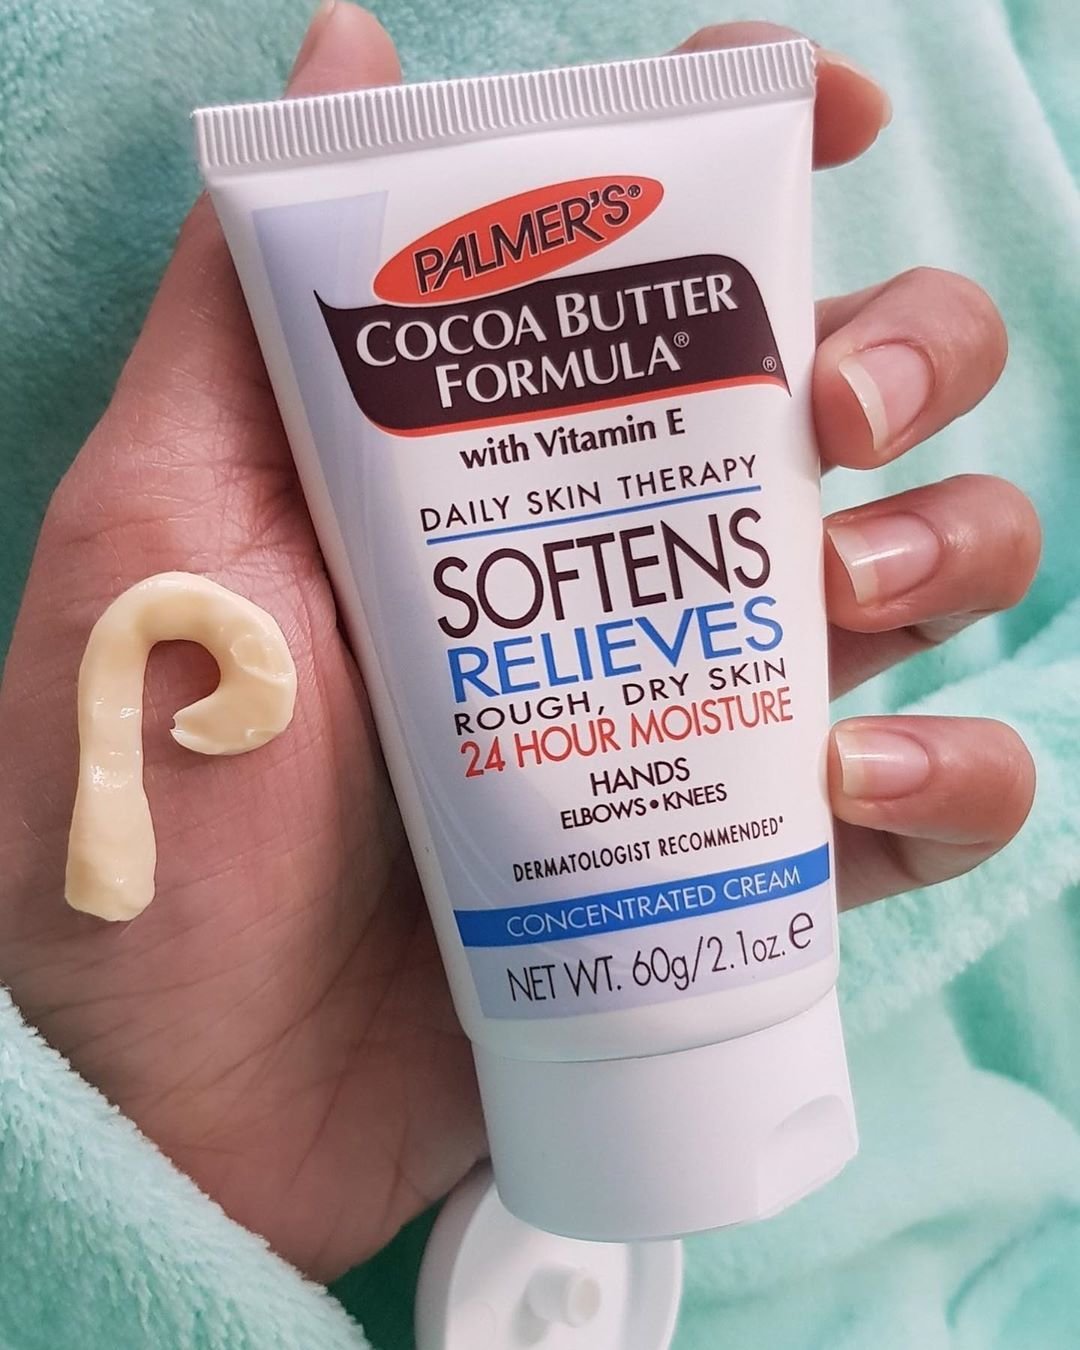 PALMER'S®
COCOA BUTTER
FORMULA®
®
with Vitamin E
DAILY SKIN THERAPY
SOFTENS
RELIEVES
ROUGH, DRY SKIN
24 HOUR MOISTURE
HANDS
ELBOWS • KNEES
DERMATOLOGIST RECOMMENDED*
CONCENTRATED CREAM
NET WT. 60g/2.1oz. e